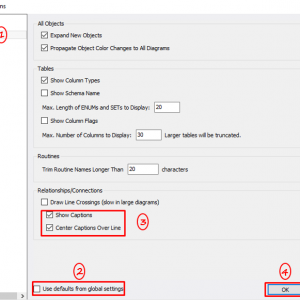 ns
1
All Objects
Expand New Objects
Propagate Object Color Changes to All Diagrams
Tables
Show Column Types
Show Schema Name
Max. Length of ENUMs and SETs to Display: 20
Show Column Flags
Max. Number of Columns to Display: 30 Larger tables will be truncated.
Routines
Trim Routine Names Longer Than 20 characters
Relationships/Connections
Draw Line Crossings (slow in large diagrams)
Show Captions
Center Captions Over Line
3
2
4
Use defaults from global settings
OK